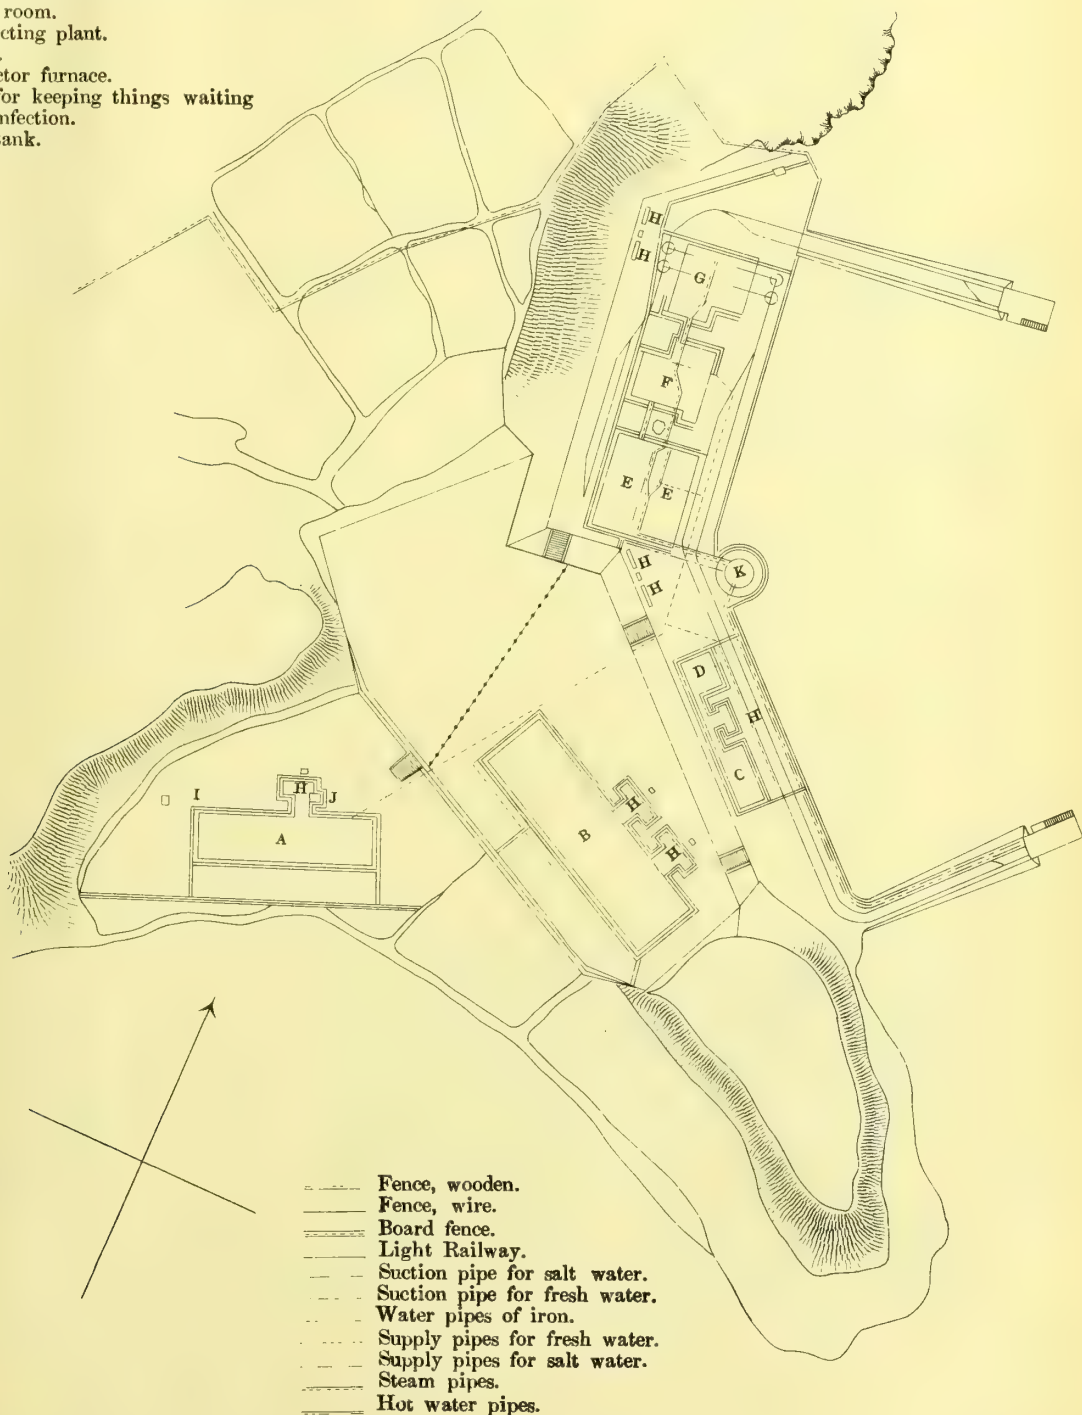 room.
cting plant.
tor furnace.
for keeping things waiting
nfection.
ank.
H
H
G
F
E E
H
K
H
D
H
C
I H J
A
B
H
H
Fence, wooden.
Fence, wire.
Board fence.
Light Railway.
Suction pipe for salt water.
Suction pipe for fresh water.
Water pipes of iron.
Supply pipes for fresh water.
Supply pipes for salt water.
Steam pipes.
Hot water pipes.